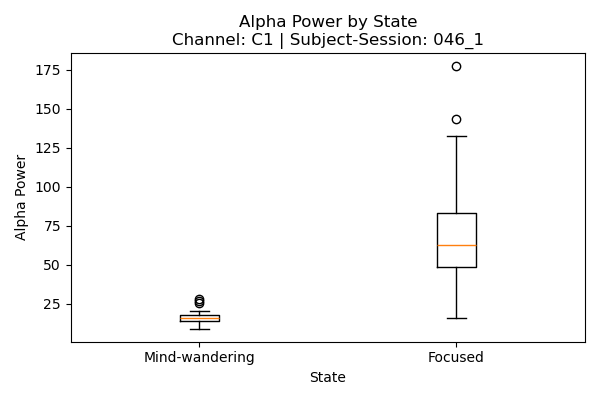 Alpha Power by State
Channel: C1 | Subject-Session: 046_1
175
150
125
100
75
50
25
Alpha Power
Mind-wandering
Focused
State